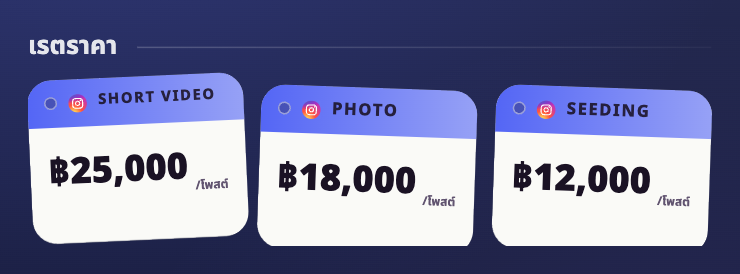 เรตราคา
SHORT VIDEO
฿25,000 /โพสต์
PHOTO
฿18,000 /โพสต์
SEEDING
฿12,000 /โพสต์